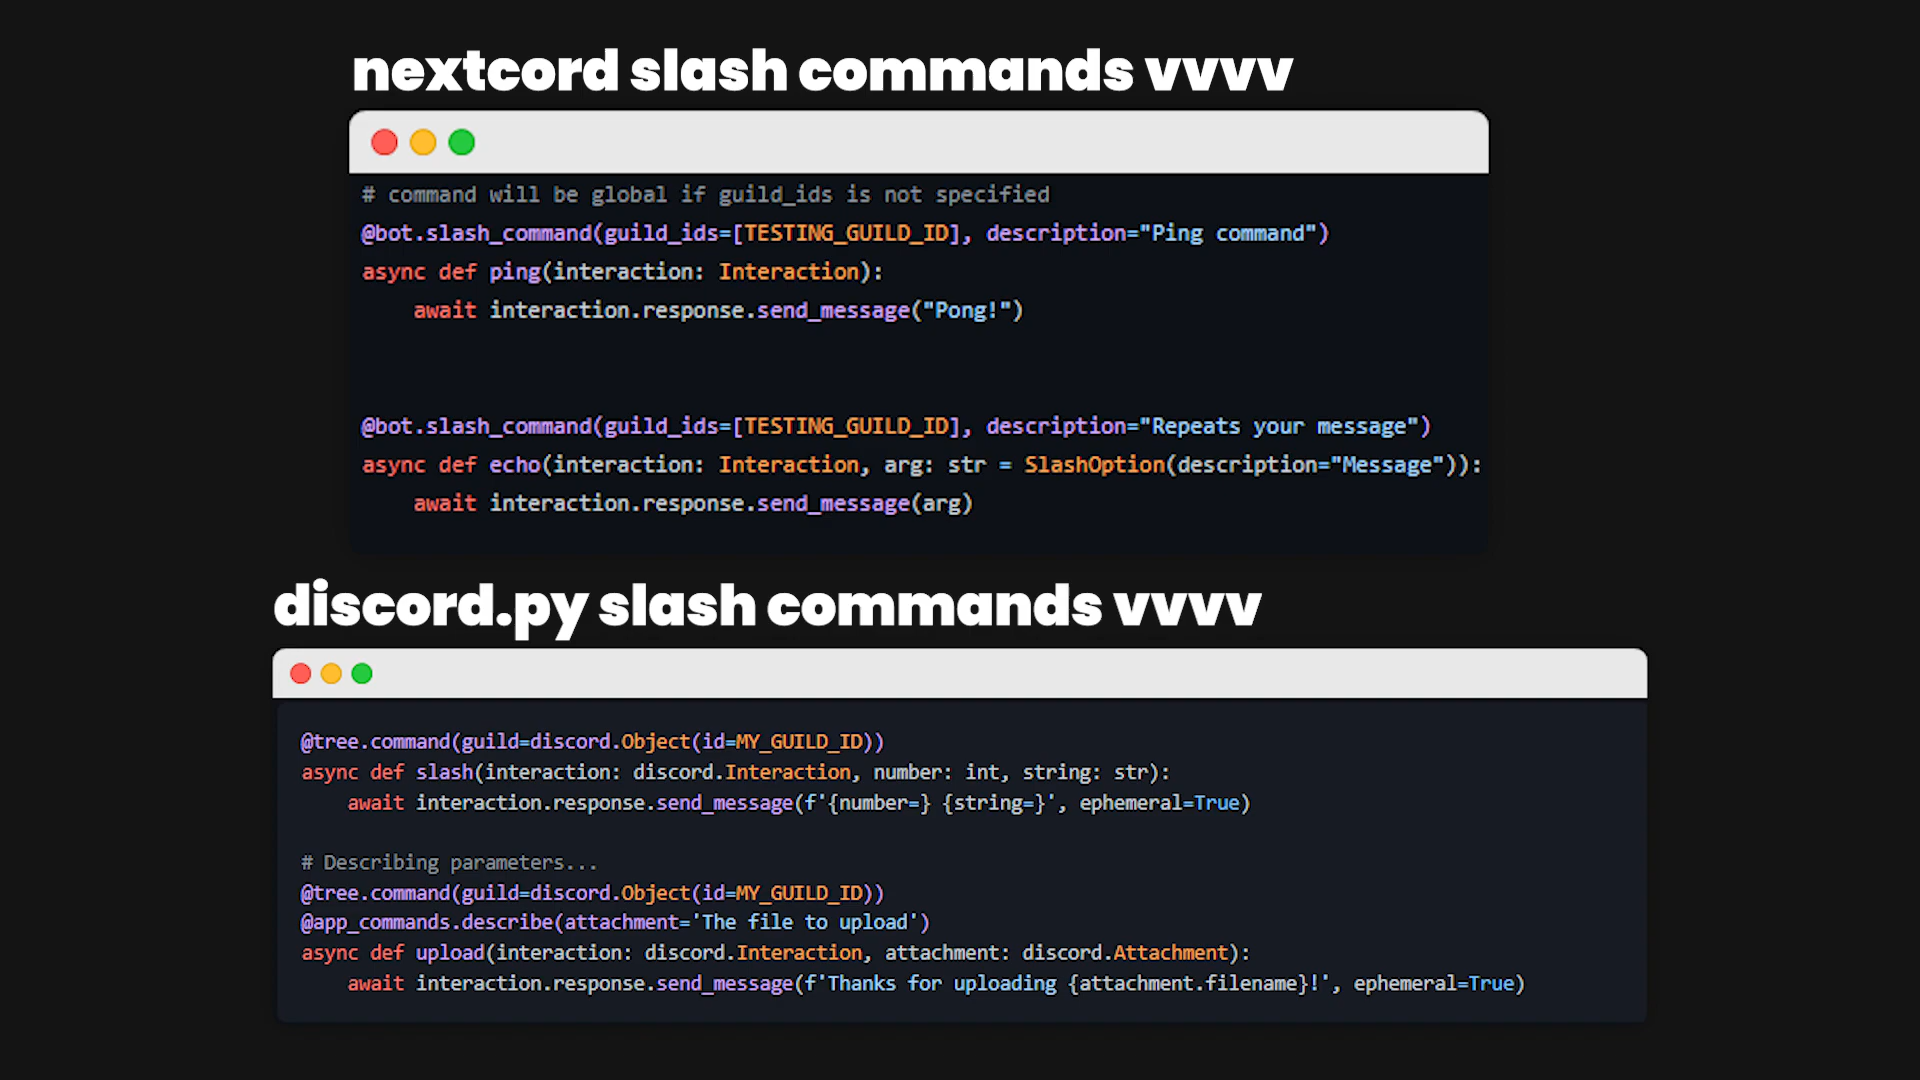 nextcord slash commands vvvv
# command will be global if guild_ids is not specified
@bot.slash_command(guild_ids=[TESTING_GUILD_ID], description="Ping command")
async def ping(interaction: Interaction):
    await interaction.response.send_message("Pong!")
@bot.slash_command(guild_ids=[TESTING_GUILD_ID], description="Repeats your message")
async def echo(interaction: Interaction, arg: str = SlashOption(description="Message")):
    await interaction.response.send_message(arg)
discord.py slash commands vvvv
@tree.command(guild=discord.Object(id=MY_GUILD_ID))
async def slash(interaction: discord.Interaction, number: int, string: str):
    await interaction.response.send_message(f'{number=} {string=}', ephemeral=True)
# Describing parameters...
@tree.command(guild=discord.Object(id=MY_GUILD_ID))
@app_commands.describe(attachment='The file to upload')
async def upload(interaction: discord.Interaction, attachment: discord.Attachment):
    await interaction.response.send_message(f'Thanks for uploading {attachment.filename}!', ephemeral=True)